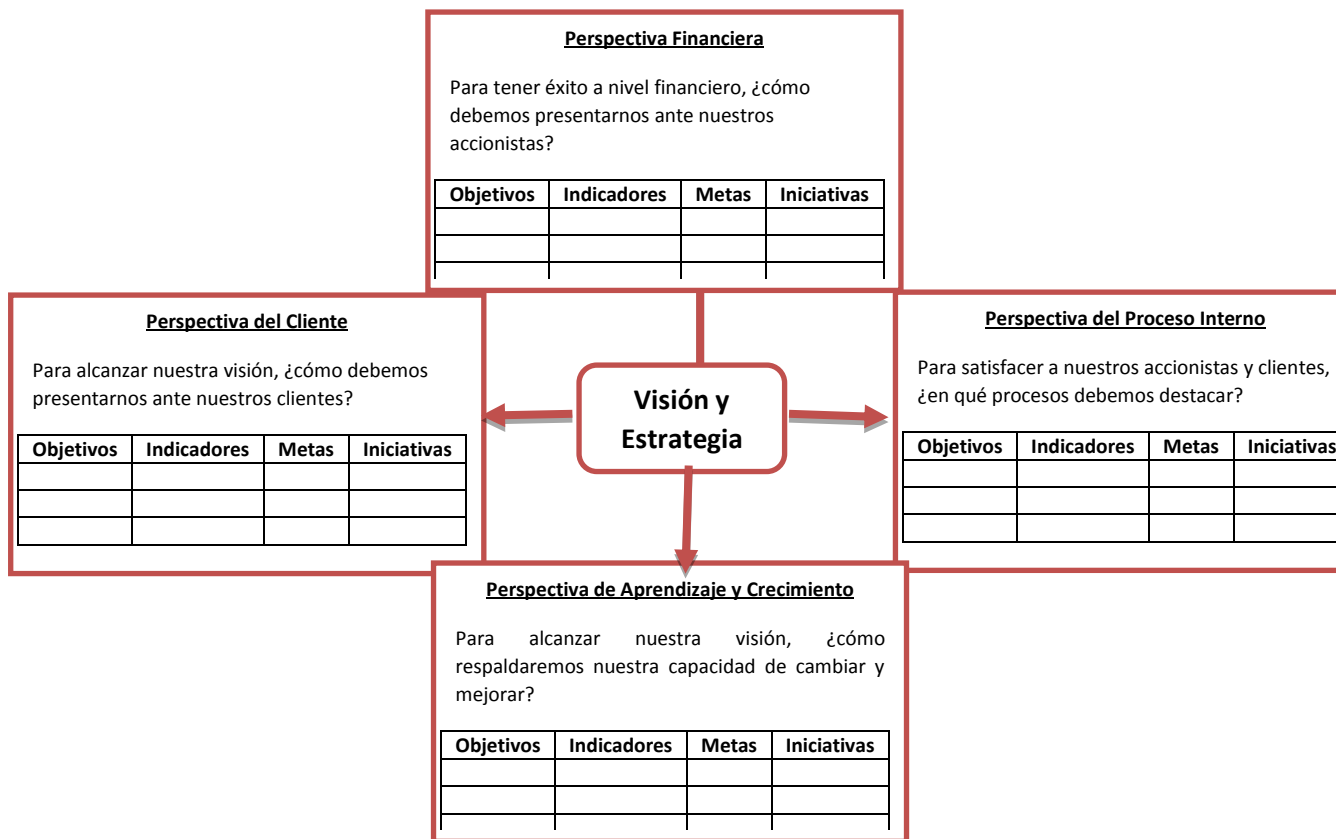 Perspectiva Financiera
Para tener éxito a nivel financiero, ¿cómo
debemos presentarnos ante nuestros
accionistas?
Objetivos Indicadores Metas Iniciativas
Perspectiva del Cliente
Para alcanzar nuestra visión, ¿cómo debemos
presentarnos ante nuestros clientes?
Objetivos Indicadores Metas Iniciativas
Visión y
Estrategia
Perspectiva del Proceso Interno
Para satisfacer a nuestros accionistas y clientes,
¿en qué procesos debemos destacar?
Objetivos Indicadores Metas Iniciativas
Perspectiva de Aprendizaje y Crecimiento
Para alcanzar nuestra visión, ¿cómo
respaldaremos nuestra capacidad de cambiar y
mejorar?
Objetivos Indicadores Metas Iniciativas